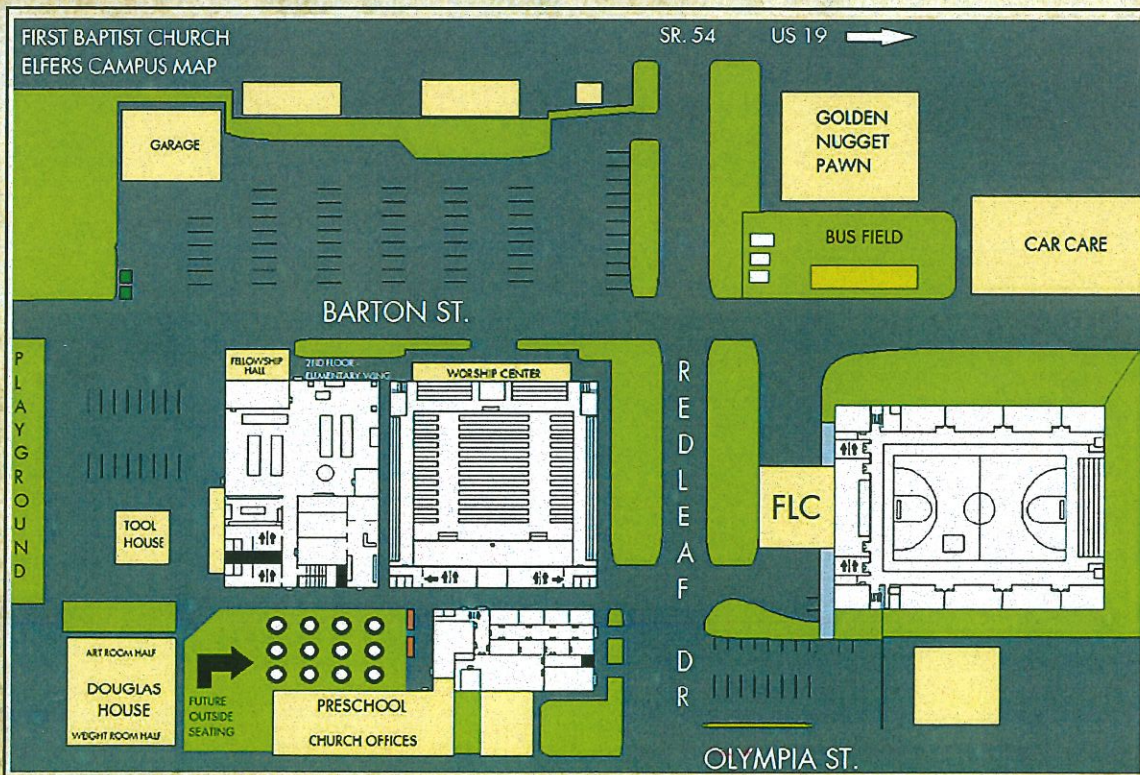 FIRST BAPTIST CHURCH
ELFERS CAMPUS MAP
SR. 54
US 19
GARAGE
GOLDEN
NUGGET
PAWN
BUS FIELD
CAR CARE
BARTON ST.
PLAYGROUND
FELLOWSHIP
HALL
2ND FLOOR -
ELEMENTARY WING
WORSHIP CENTER
REDLEAF DR
FLC
TOOL
HOUSE
ART ROOM HALF
DOUGLAS
HOUSE
WEIGHT ROOM HALF
FUTURE
OUTSIDE
SEATING
PRESCHOOL
CHURCH OFFICES
OLYMPIA ST.